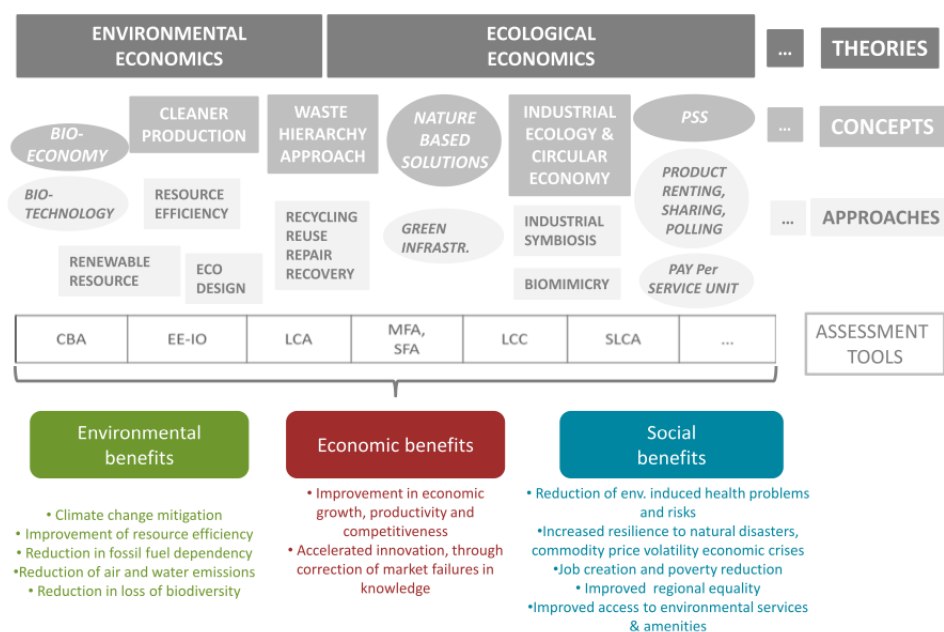 ENVIRONMENTAL
ECONOMICS
ECOLOGICAL
ECONOMICS
...
THEORIES
BIO-
ECONOMY
CLEANER
PRODUCTION
WASTE
HIERARCHY
APPROACH
NATURE
BASED
SOLUTIONS
INDUSTRIAL
ECOLOGY &
CIRCULAR
ECONOMY
PSS
...
CONCEPTS
BIO-
TECHNOLOGY
RESOURCE
EFFICIENCY
RENEWABLE
RESOURCE
ECO
DESIGN
RECYCLING
REUSE
REPAIR
RECOVERY
GREEN
INFRASTR.
INDUSTRIAL
SYMBIOSIS
BIOMIMICRY
PRODUCT
RENTING,
SHARING,
POLLING
PAY Per
SERVICE UNIT
...
APPROACHES
CBA
EE-IO
LCA
MFA,
SFA
LCC
SLCA
...
ASSESSMENT
TOOLS
Environmental
benefits
• Climate change mitigation
• Improvement of resource efficiency
• Reduction in fossil fuel dependency
•Reduction of air and water emissions
• Reduction in loss of biodiversity
Economic benefits
• Improvement in economic
growth, productivity and
competitiveness
• Accelerated innovation, through
correction of market failures in
knowledge
Social
benefits
• Reduction of env. induced health problems
and risks
•Increased resilience to natural disasters,
commodity price volatility economic crises
•Job creation and poverty reduction
• Improved regional equality
•Improved access to environmental services
& amenities